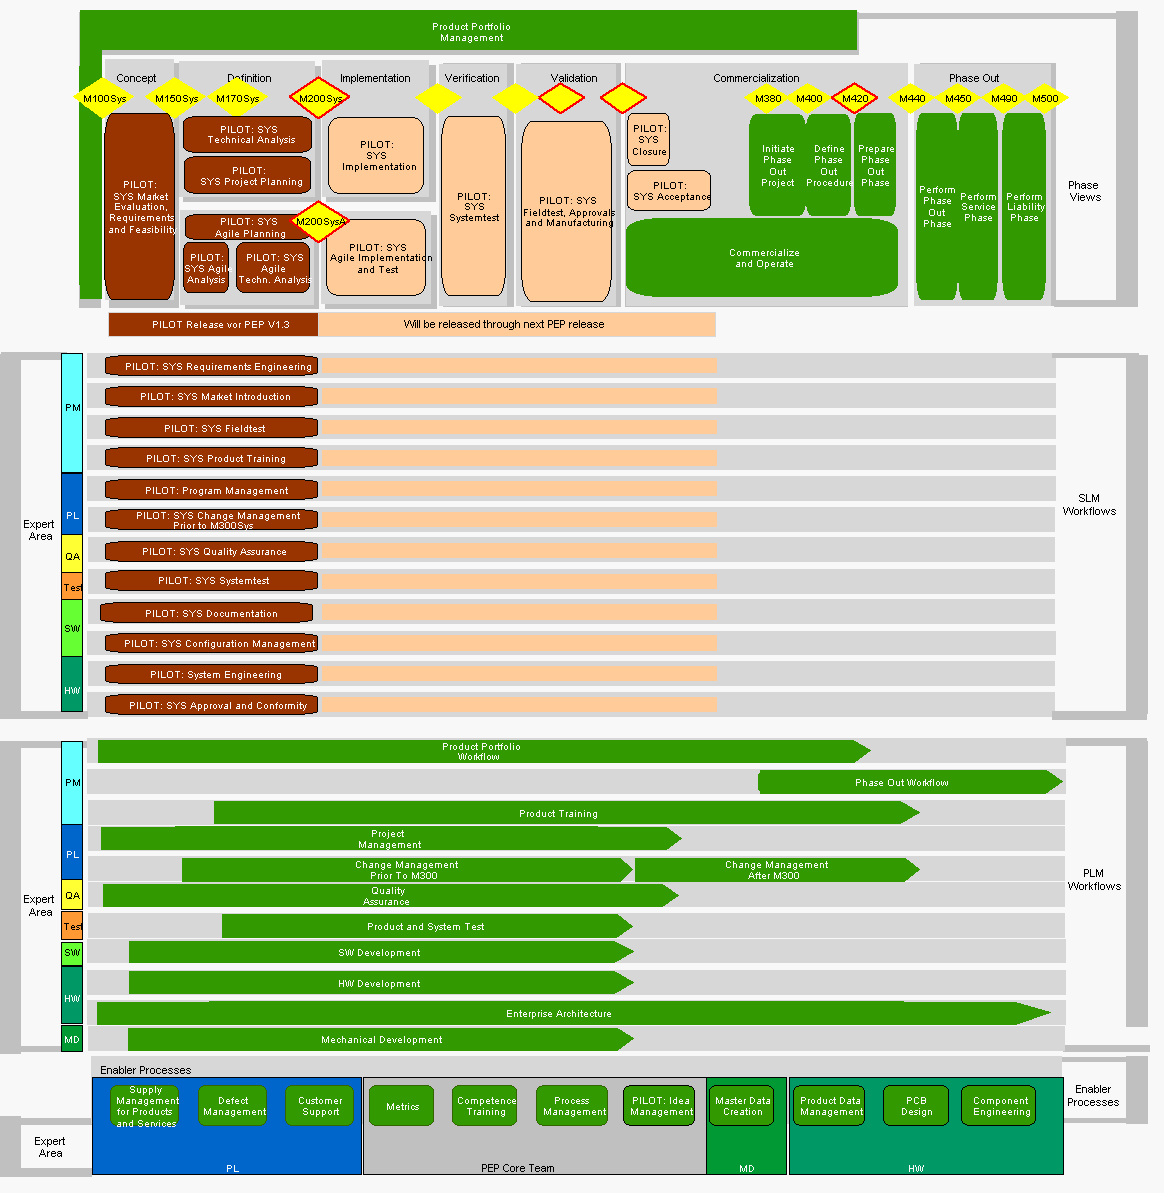 Product Portfolio
Management
Concept
Definition
Implementation
Verification
Validation
Commercialization
Phase Out
M100Sys
M150Sys
M170Sys
M200Sys
M380
M400
M420
M440
M450
M490
M500
PILOT:
SYS Market
Evaluation,
Requirements
and Feasibility
PILOT: SYS
Technical Analysis
PILOT:
SYS Project Planning
PILOT: SYS
Agile Planning
M200SysA
PILOT:
SYS Agile
Analysis
PILOT: SYS
Agile
Techn. Analysis
PILOT:
SYS
Implementation
PILOT: SYS
Agile Implementation
and Test
PILOT:
SYS
Systemtest
PILOT: SYS
Fieldtest, Approvals
and Manufacturing
PILOT:
SYS
Closure
PILOT:
SYS Acceptance
Initiate
Phase
Out
Project
Define
Phase
Out
Procedure
Prepare
Phase
Out
Phase
Commercialize
and Operate
Perform
Phase
Out
Phase
Perform
Service
Phase
Perform
Liability
Phase
Phase
Views
PILOT Release vor PEP V1.3
Will be released through next PEP release
Expert
Area
PM
PL
QA
Test
SW
HW
PILOT: SYS Requirements Engineering
PILOT: SYS Market Introduction
PILOT: SYS Fieldtest
PILOT: SYS Product Training
PILOT: Program Management
PILOT: SYS Change Management
Prior to M300Sys
PILOT: SYS Quality Assurance
PILOT: SYS Systemtest
PILOT: SYS Documentation
PILOT: SYS Configuration Management
PILOT: System Engineering
PILOT: SYS Approval and Conformity
SLM
Workflows
Expert
Area
PM
PL
QA
Test
SW
HW
MD
Product Portfolio
Workflow
Phase Out Workflow
Product Training
Project
Management
Change Management
Prior To M300
Change Management
After M300
Quality
Assurance
Product and System Test
SW Development
HW Development
Enterprise Architecture
Mechanical Development
PLM
Workflows
Enabler Processes
Supply
Management
for Products
and Services
Defect
Management
Customer
Support
Metrics
Competence
Training
Process
Management
PILOT: Idea
Management
Master Data
Creation
Product Data
Management
PCB
Design
Component
Engineering
Enabler
Processes
Expert
Area
PL
PEP Core Team
MD
HW